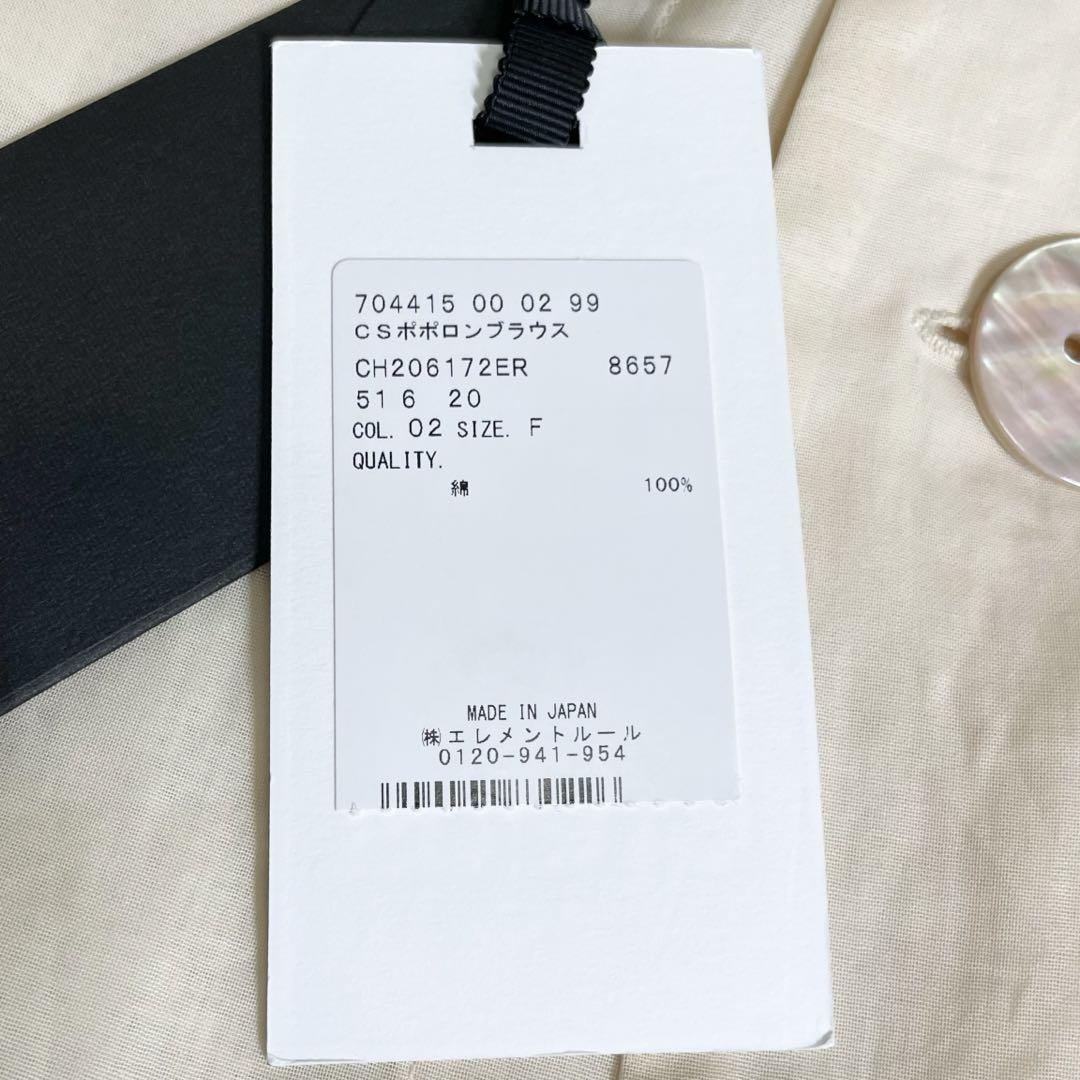 704415 00 02 99
CSポポロンブラウス
CH206172ER 8657
51 6 20
COL. 02 SIZE. F
QUALITY.
綿 100%
MADE IN JAPAN
㈱エレメントルール
0120-941-954